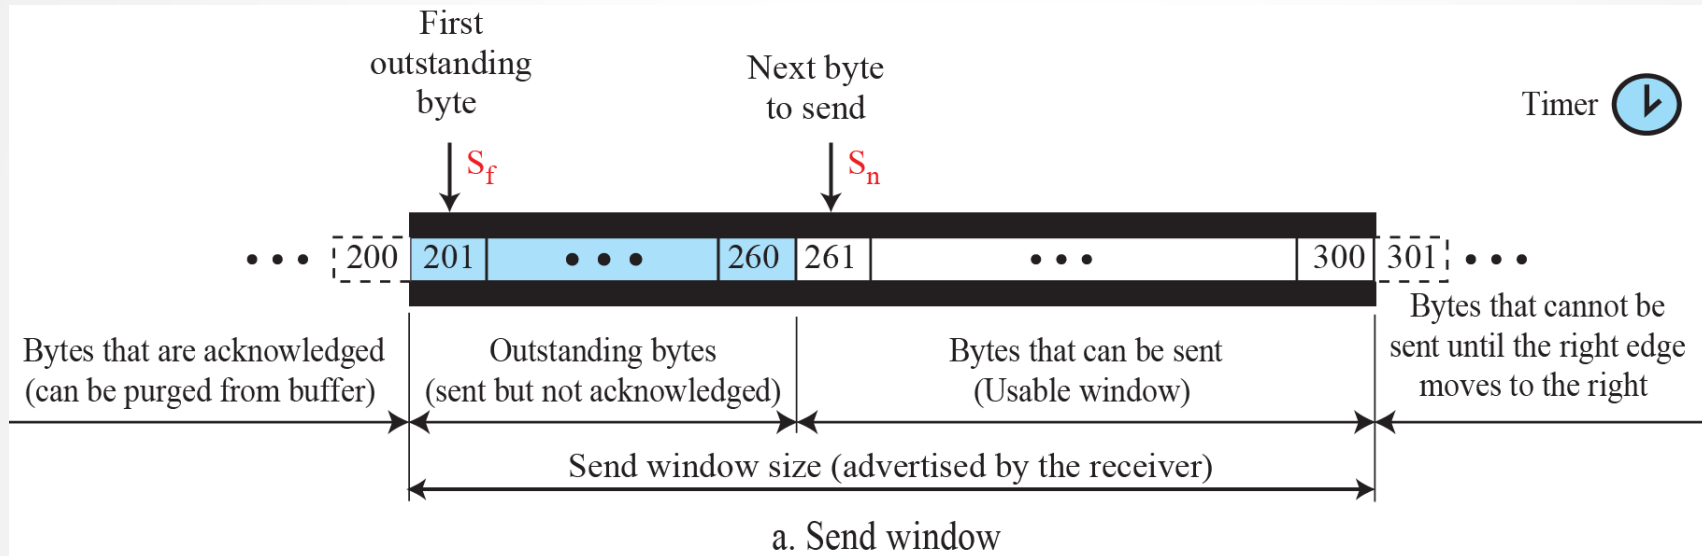 First
outstanding
byte
Next byte
to send
Timer
S_f
S_n
• • • 200 201 • • • 260 261 • • • 300 301 • • •
Bytes that are acknowledged
(can be purged from buffer)
Outstanding bytes
(sent but not acknowledged)
Bytes that can be sent
(Usable window)
Bytes that cannot be
sent until the right edge
moves to the right
Send window size (advertised by the receiver)
a. Send window